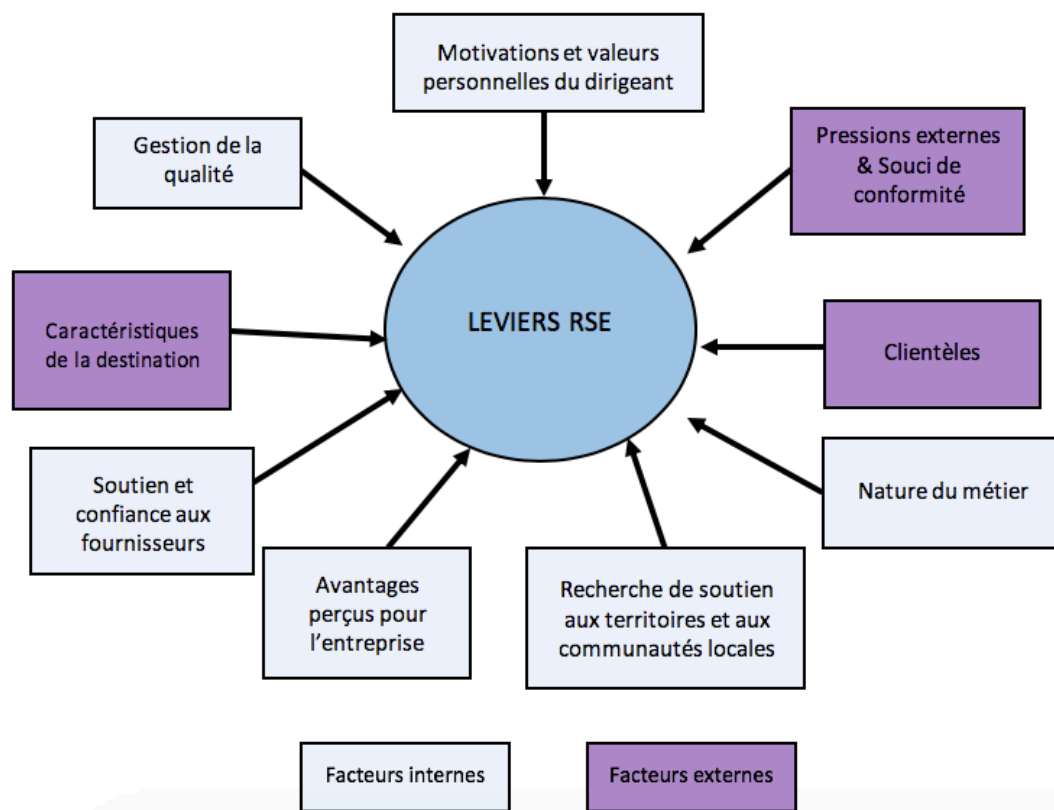 Motivations et valeurs
personnelles du dirigeant
Gestion de la
qualité
Pressions externes
& Souci de
conformité
LEVIERS RSE
Caractéristiques
de la destination
Clientèles
Soutien et
confiance aux
fournisseurs
Nature du métier
Avantages
perçus pour
l'entreprise
Recherche de soutien
aux territoires et aux
communautés locales
Facteurs internes
Facteurs externes